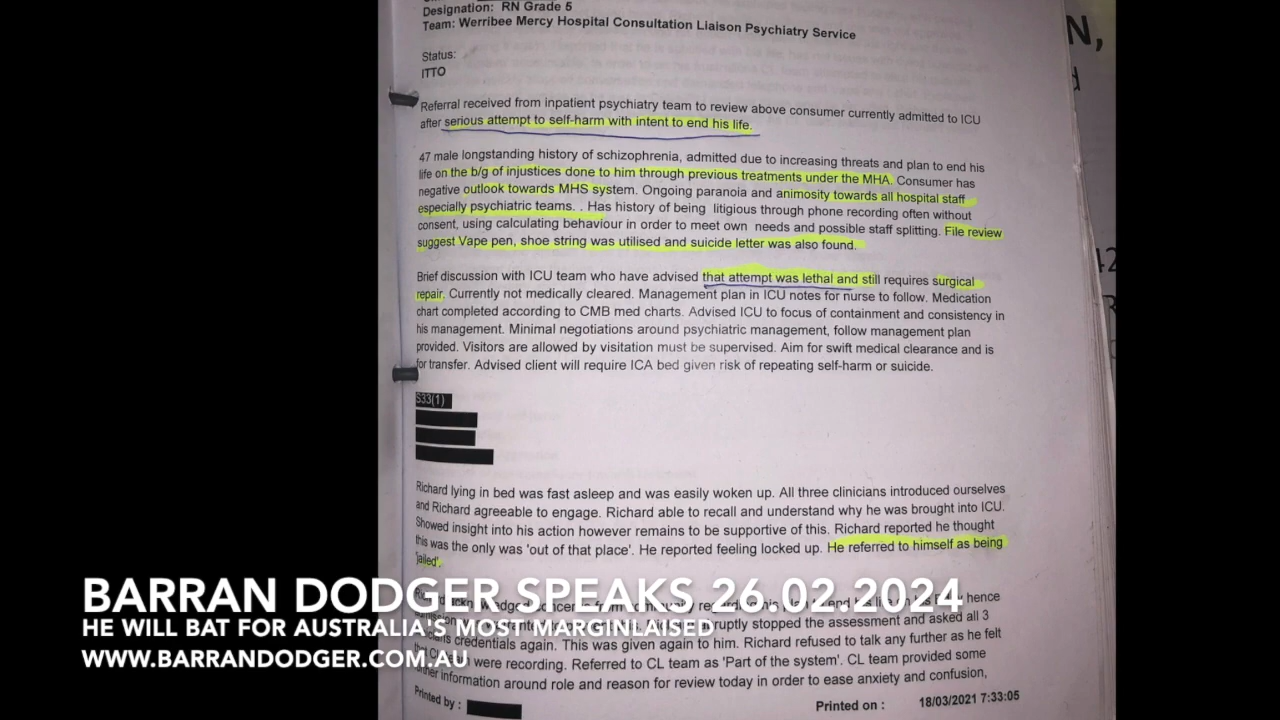 Designation: RN Grade 5
Team: Werribee Mercy Hospital Consultation Liaison Psychiatry Service
N,
Status:
ITTO
Referral received from inpatient psychiatry team to review above consumer currently admitted to ICU
after serious attempt to self-harm with intent to end his life.
47 male longstanding history of schizophrenia, admitted due to increasing threats and plan to end his
life on the b/g of injustices done to him through previous treatments under the MHA. Consumer has
negative outlook towards MHS system. Ongoing paranoia and animosity towards all hospital staff
especially psychiatric teams. . Has history of being litigious through phone recording often without
consent, using calculating behaviour in order to meet own needs and possible staff splitting. File review
suggest Vape pen, shoe string was utilised and suicide letter was also found.
Brief discussion with ICU team who have advised that attempt was lethal and still requires surgical
repair. Currently not medically cleared. Management plan in ICU notes for nurse to follow. Medication
chart completed according to CMB med charts. Advised ICU to focus of containment and consistency in
his management. Minimal negotiations around psychiatric management, follow management plan
provided. Visitors are allowed by visitation must be supervised. Aim for swift medical clearance and is
for transfer. Advised client will require ICA bed given risk of repeating self-harm or suicide.
S33(1)
Richard lying in bed was fast asleep and was easily woken up. All three clinicians introduced ourselves
and Richard agreeable to engage. Richard able to recall and understand why he was brought into ICU.
Showed insight into his action however remains to be supportive of this. Richard reported he thought
this was the only was 'out of that place'. He reported feeling locked up. He referred to himself as being
'jailed'.
BARRAN DODGER SPEAKS 26.02.2024
hence
HE WILL BAT FOR AUSTRALIA'S MOST MARGINLAISED
abruptly stopped the assessment and asked all 3
credentials again. This was given again to him. Richard refused to talk any further as he felt
WWW.BARRANDODGER.COM.AU
were recording. Referred to CL team as 'Part of the system'. CL team provided some
information around role and reason for review today in order to ease anxiety and confusion,
Printed by :
Printed on : 18/03/2021 7:33:05